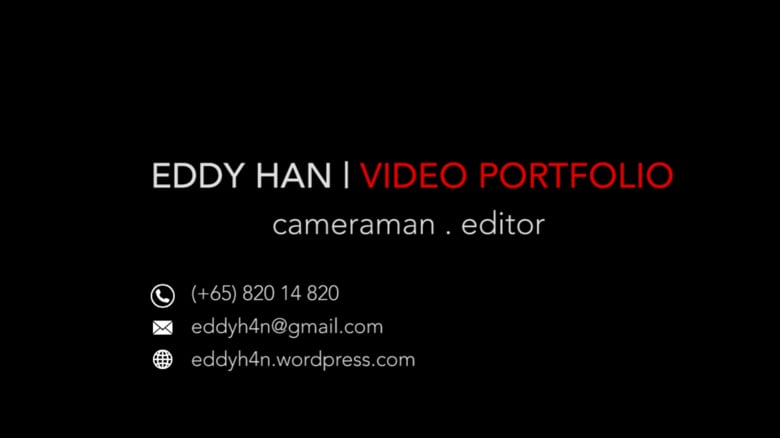 EDDY HAN | VIDEO PORTFOLIO
cameraman . editor
(+65) 820 14 820
eddyh4n@gmail.com
eddyh4n.wordpress.com